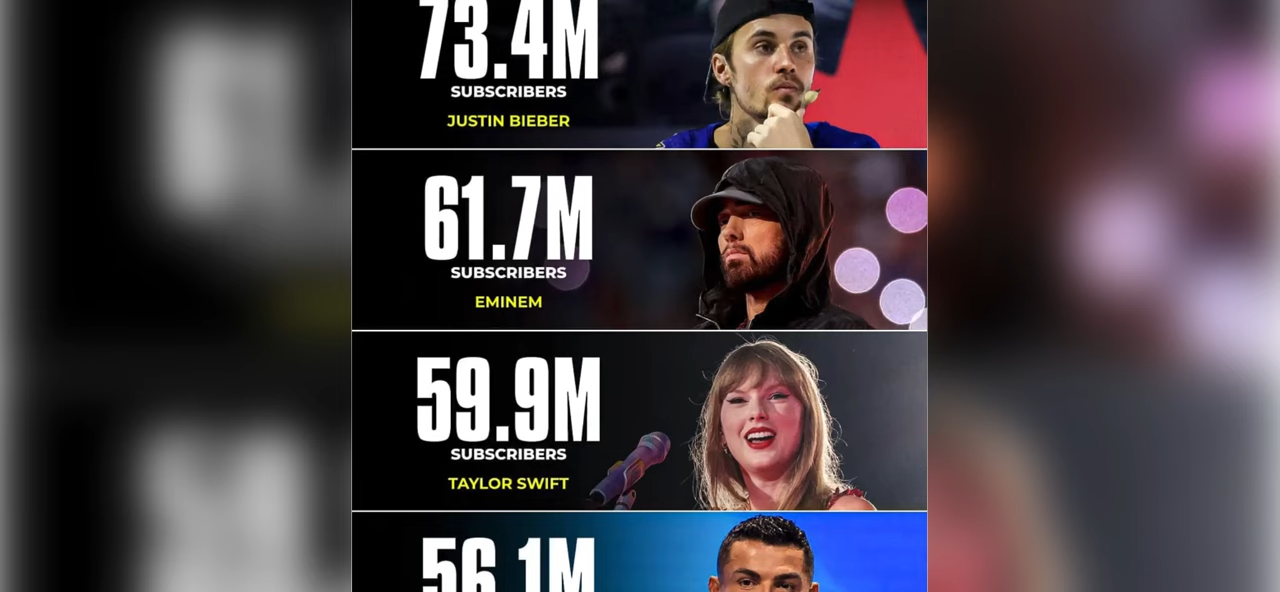 73.4M
SUBSCRIBERS
JUSTIN BIEBER
61.7M
SUBSCRIBERS
EMINEM
59.9M
SUBSCRIBERS
TAYLOR SWIFT
56.1M